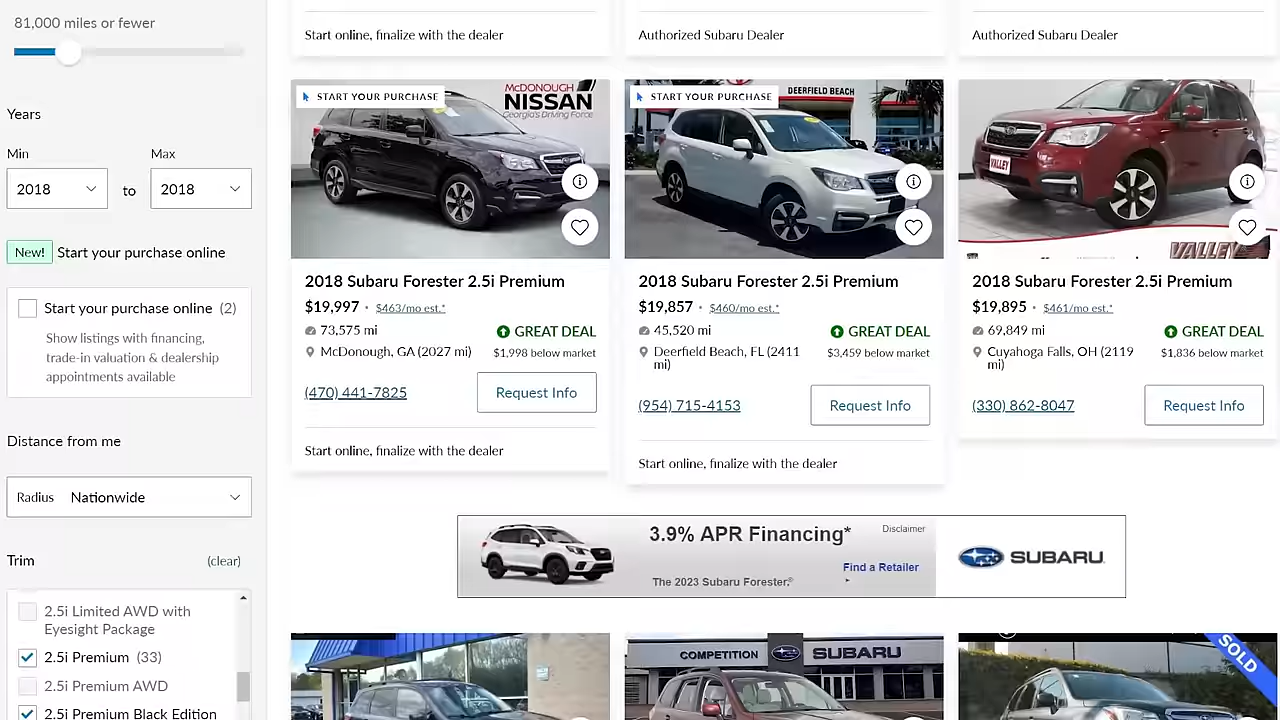 81,000 miles or fewer
Years
Min
Max
2018
to
2018
New! Start your purchase online
Start your purchase online (2)
Show listings with financing,
trade-in valuation & dealership
appointments available
Distance from me
Radius Nationwide
Trim
(clear)
2.5i Limited AWD with
Eyesight Package
2.5i Premium (33)
2.5i Premium AWD
2.5i Premium Black Edition
Start online, finalize with the dealer
Authorized Subaru Dealer
Authorized Subaru Dealer
START YOUR PURCHASE
McDONOUGH
NISSAN
Georgia's Driving Force
2018 Subaru Forester 2.5i Premium
$19,997 · $463/mo est.*
73,575 mi
GREAT DEAL
McDonough, GA (2027 mi)
$1,998 below market
(470) 441-7825
Request Info
Start online, finalize with the dealer
START YOUR PURCHASE
DEERFIELD BEACH
2018 Subaru Forester 2.5i Premium
$19,857 · $460/mo est.*
45,520 mi
GREAT DEAL
Deerfield Beach, FL (2411
mi)
$3,459 below market
(954) 715-4153
Request Info
Start online, finalize with the dealer
VALLEY
VALLEY
2018 Subaru Forester 2.5i Premium
$19,895 · $461/mo est.*
69,849 mi
GREAT DEAL
Cuyahoga Falls, OH (2119
mi)
$1,836 below market
(330) 862-8047
Request Info
3.9% APR Financing*
Disclaimer
Find a Retailer
The 2023 Subaru Forester.®
SUBARU.
COMPETITION SUBARU
SOLD